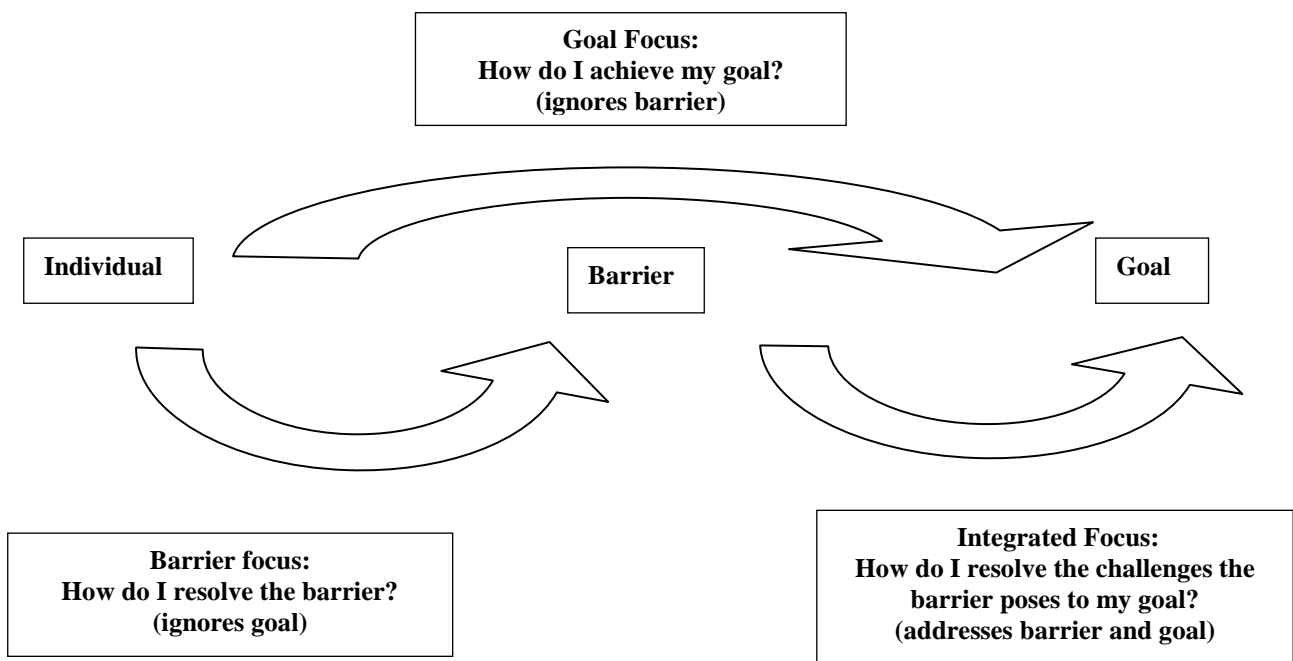 Goal Focus:
How do I achieve my goal?
(ignores barrier)
Individual
Barrier
Goal
Barrier focus:
How do I resolve the barrier?
(ignores goal)
Integrated Focus:
How do I resolve the challenges the
barrier poses to my goal?
(addresses barrier and goal)